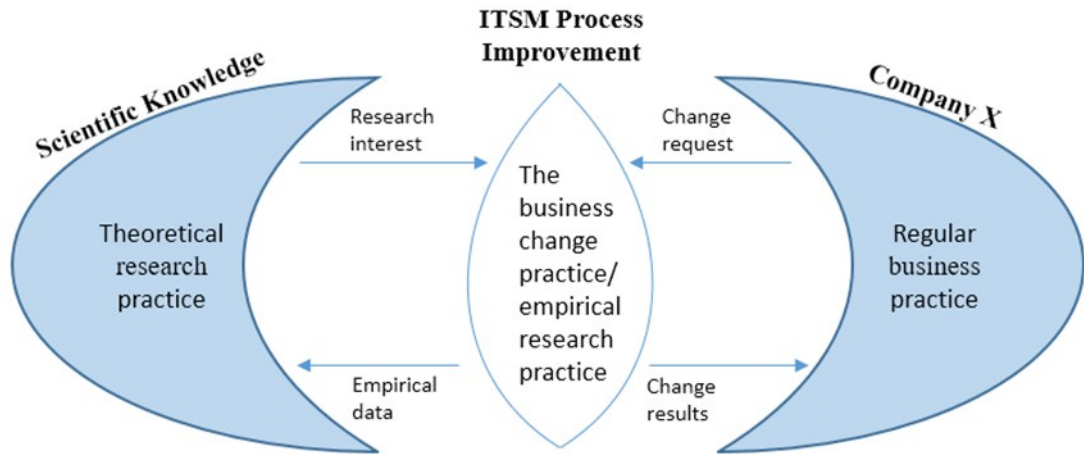 ITSM Process
Improvement
Scientific Knowledge
Company X
Research
interest
Change
request
The
business
change
practice/
empirical
research
practice
Theoretical
research
practice
Regular
business
practice
Empirical
data
Change
results